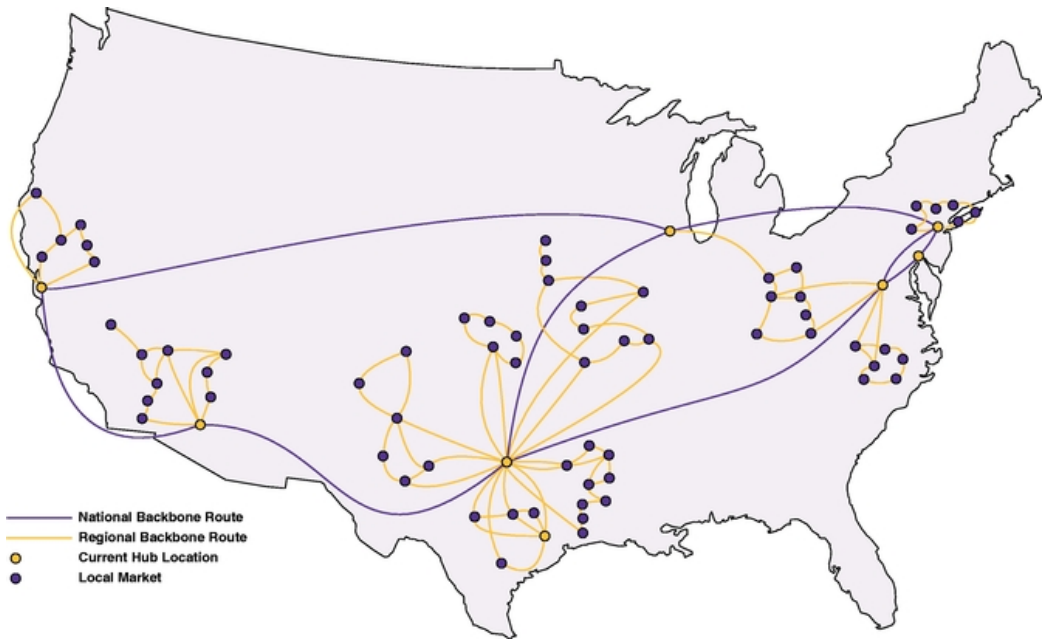 National Backbone Route
Regional Backbone Route
Current Hub Location
Local Market